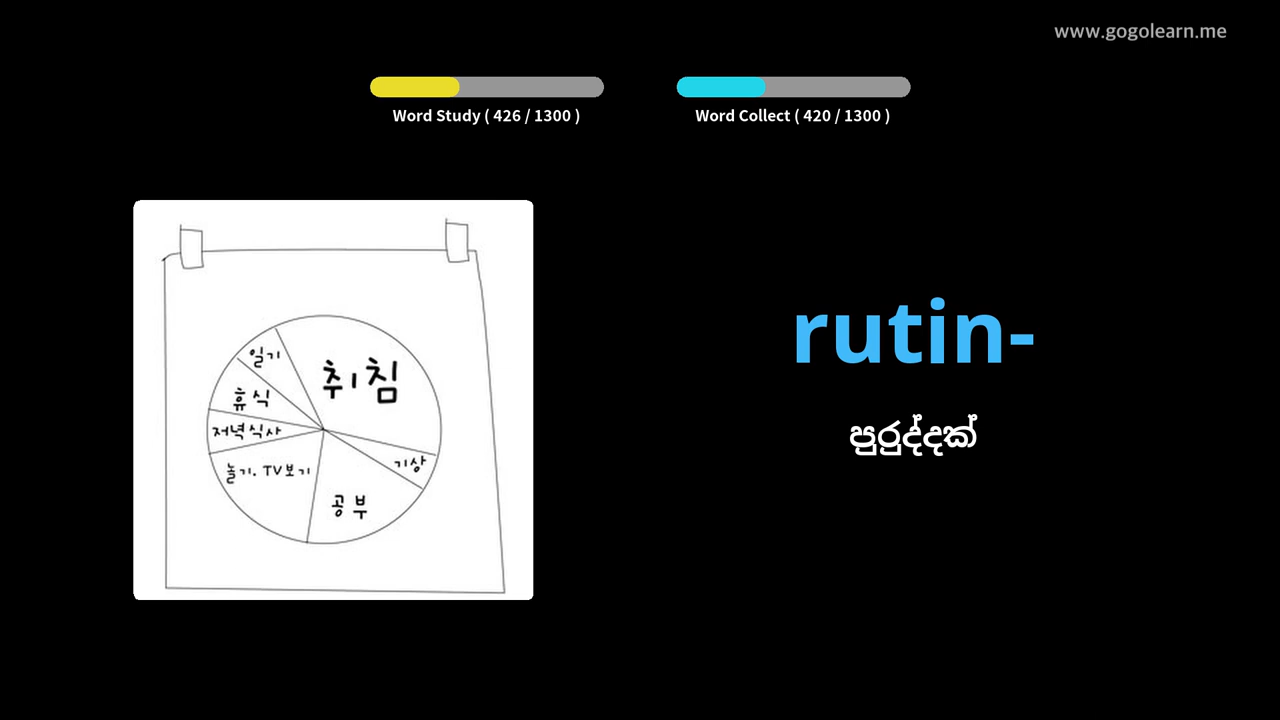 www.gogolearn.me
Word Study ( 426 / 1300 )
Word Collect ( 420 / 1300 )
일기
취침
휴식
저녁식사
놀기. TV보기
기상
공부
rutin-
පුරුද්දක්